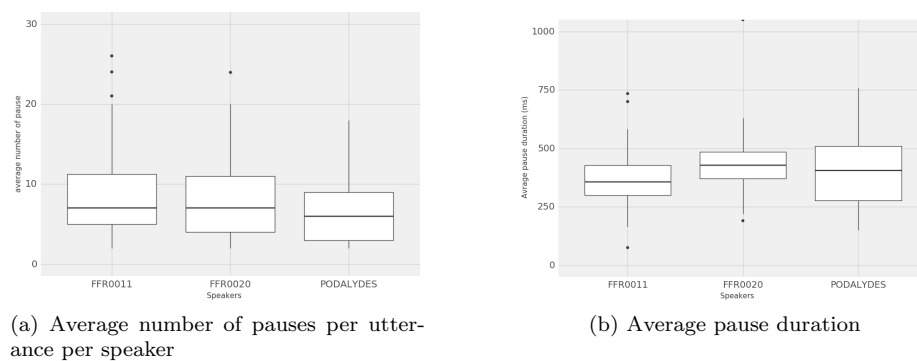 30
20
10
0
average number of pause
FFR0011 FFR0020 PODALYDES
Speakers
(a) Average number of pauses per utter-
ance per speaker
1000
750
500
250
0
Avrage pause duration (ms)
FFR0011 FFR0020 PODALYDES
Speakers
(b) Average pause duration